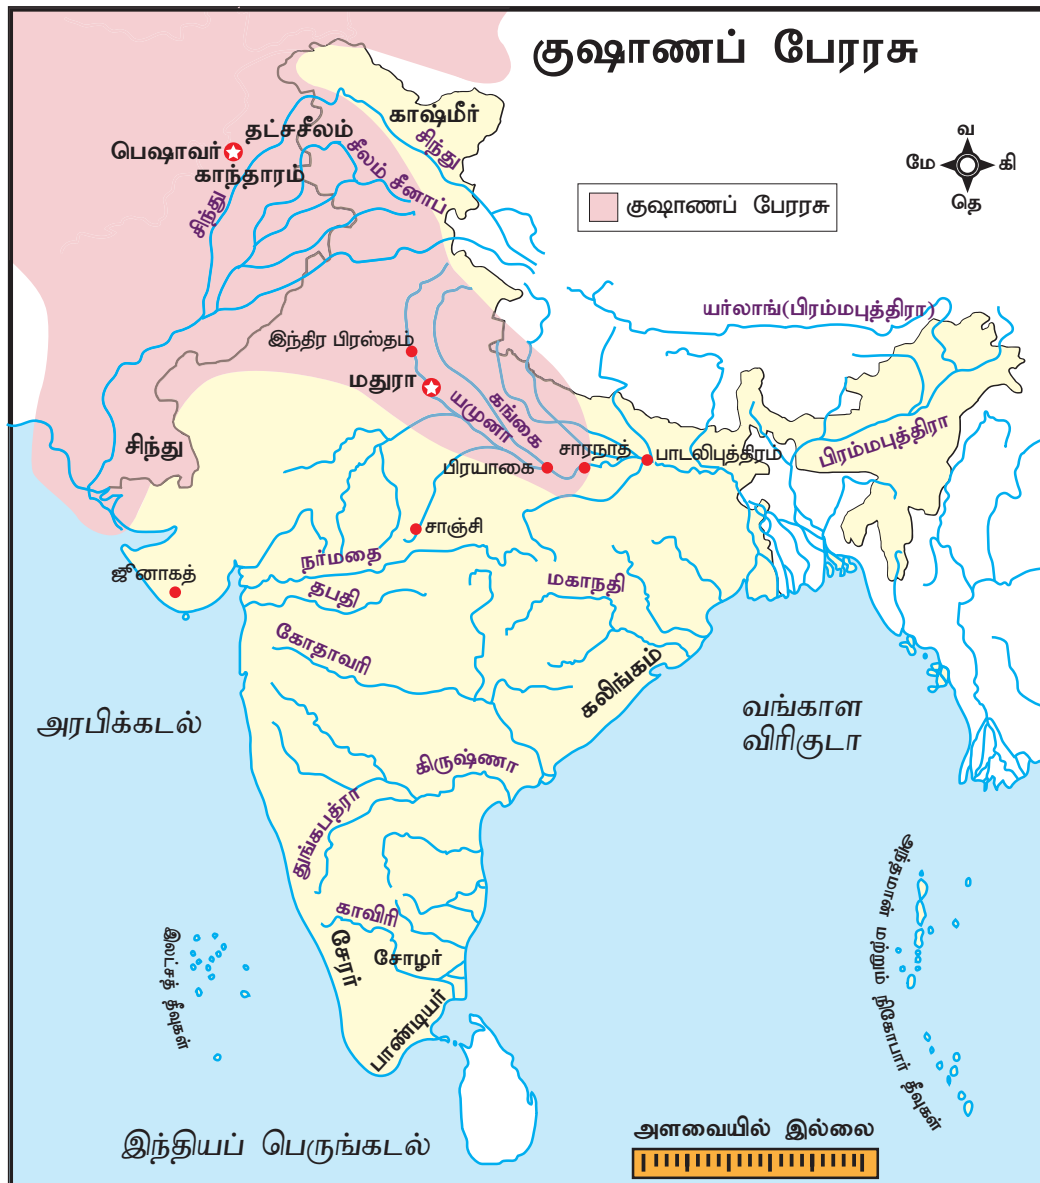 குஷாணப் பேரரசு
காஷ்மீர்
சிந்து
தட்சசீலம்
பெஷாவர்
காந்தாரம்
சீலம் சீனாப்
சிந்து
வ
மே
கி
தெ
குஷாணப் பேரரசு
யர்லாங்(பிரம்மபுத்திரா)
இந்திர பிரஸ்தம்
மதுரா
கங்கை
யமுனா
சிந்து
சாரநாத்
பிரயாகை
பாடலிபுத்திரம்
பிரம்மபுத்திரா
சாஞ்சி
ஜூனாகத்
நர்மதை
தபதி
மகாநதி
கோதாவரி
கலிங்கம்
அரபிக்கடல்
வங்காள
விரிகுடா
கிருஷ்ணா
துங்கபத்ரா
காவிரி
சேரர்
சோழர்
பாண்டியர்
இலட்சத் தீவுகள்
அந்தமான் மற்றும் நிகோபார் தீவுகள்
இந்தியப் பெருங்கடல்
அளவையில் இல்லை